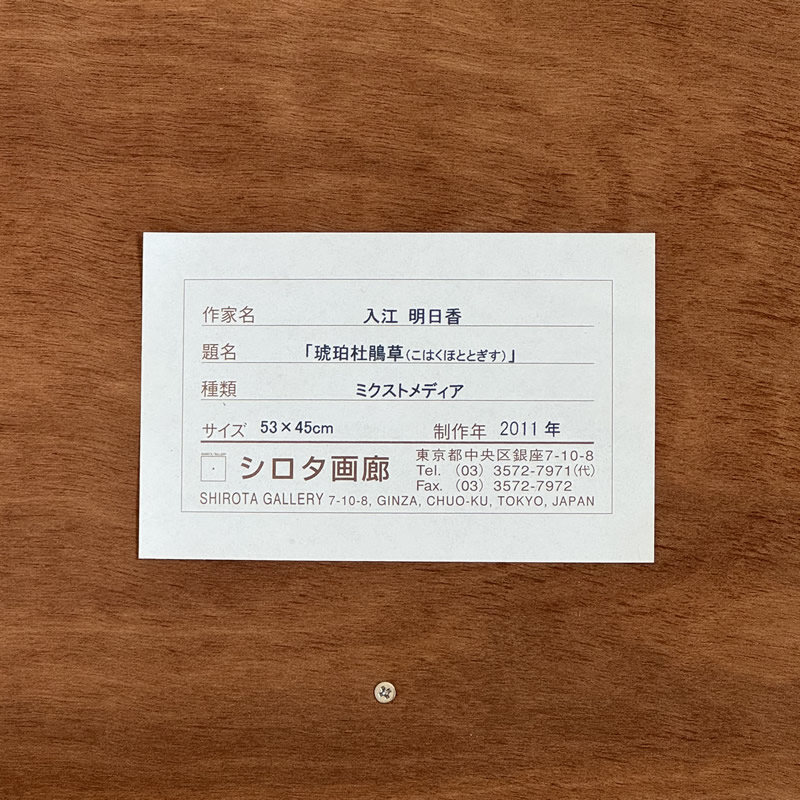 作家名 入江 明日香
題名 「琥珀杜鵑草(こはくほととぎす)」
種類 ミクストメディア
サイズ 53×45cm 制作年 2011年
シロタ画廊
東京都中央区銀座7-10-8
Tel. (03) 3572-7971(代)
Fax. (03) 3572-7972
SHIROTA GALLERY 7-10-8, GINZA, CHUO-KU, TOKYO, JAPAN